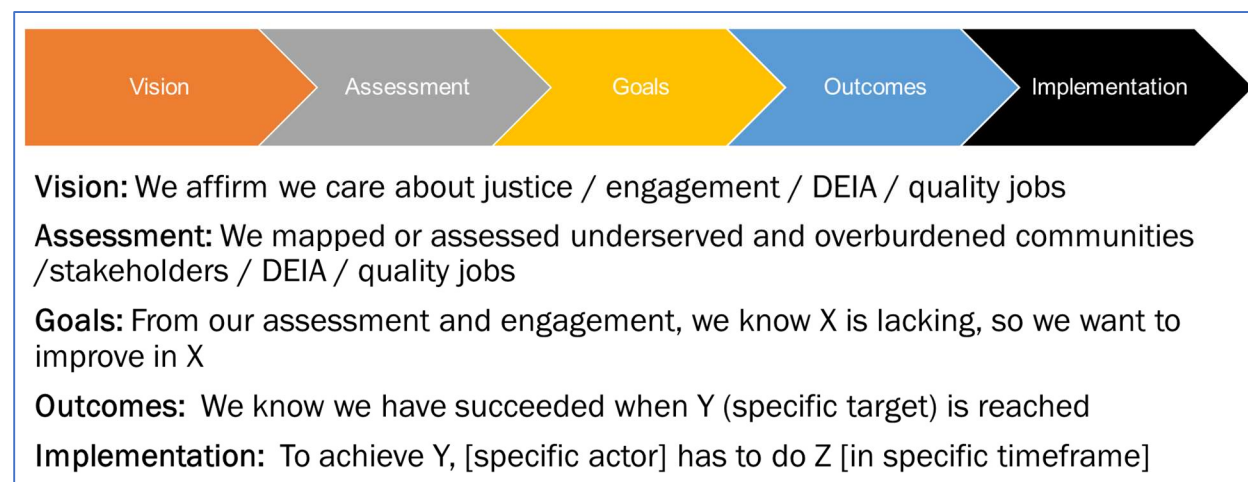 Vision
Assessment
Goals
Outcomes
Implementation
Vision: We affirm we care about justice / engagement / DEIA / quality jobs
Assessment: We mapped or assessed underserved and overburdened communities
/stakeholders / DEIA / quality jobs
Goals: From our assessment and engagement, we know X is lacking, so we want to
improve in X
Outcomes:  We know we have succeeded when Y (specific target) is reached
Implementation:  To achieve Y, [specific actor] has to do Z [in specific timeframe]